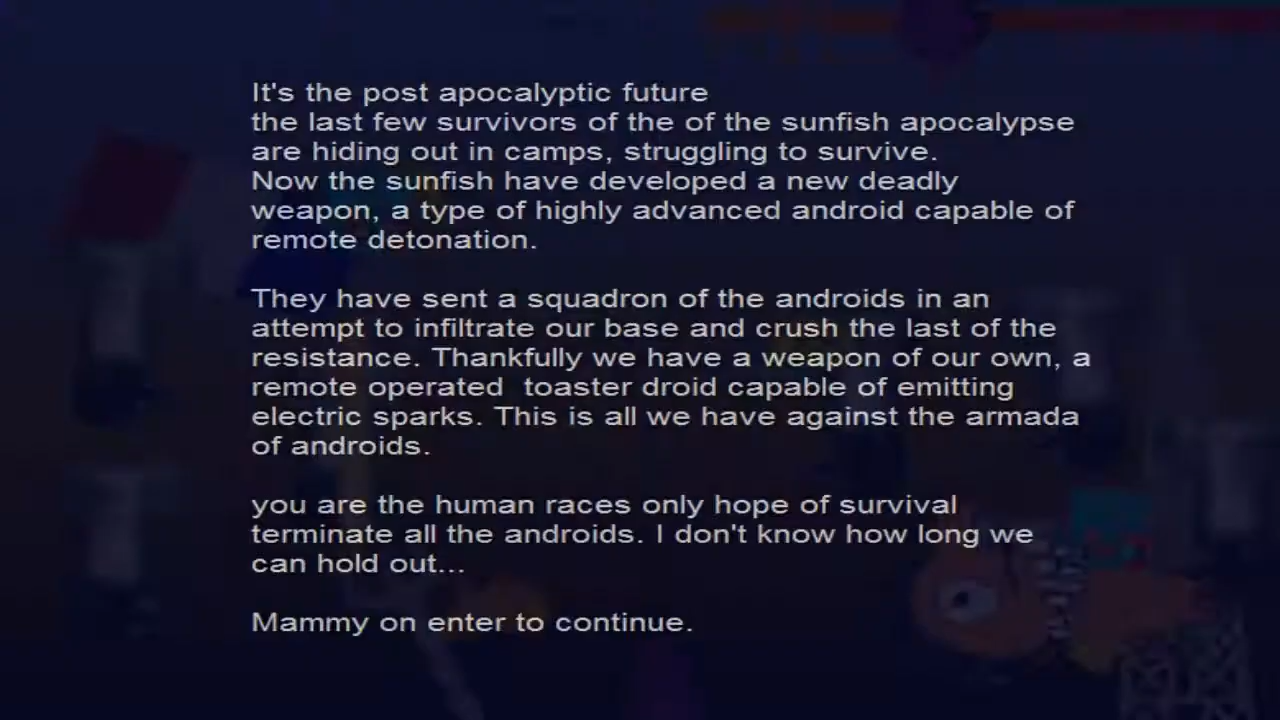 It's the post apocalyptic future
the last few survivors of the of the sunfish apocalypse
are hiding out in camps, struggling to survive.
Now the sunfish have developed a new deadly
weapon, a type of highly advanced android capable of
remote detonation.
They have sent a squadron of the androids in an
attempt to infiltrate our base and crush the last of the
resistance. Thankfully we have a weapon of our own, a
remote operated  toaster droid capable of emitting
electric sparks. This is all we have against the armada
of androids.
you are the human races only hope of survival
terminate all the androids. I don't know how long we
can hold out...
Mammy on enter to continue.